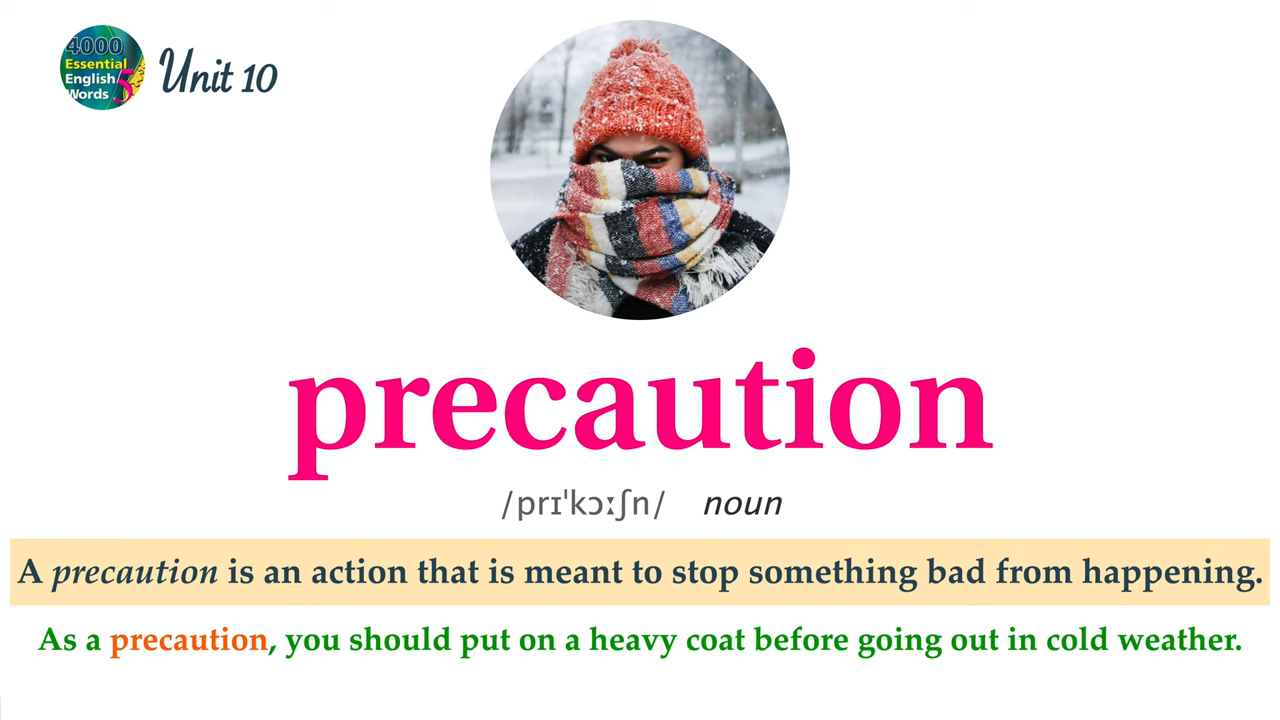 4000
Essential
English
Words 5
Unit 10
precaution
/prɪˈkɔːʃn/ noun
A precaution is an action that is meant to stop something bad from happening.
As a precaution, you should put on a heavy coat before going out in cold weather.